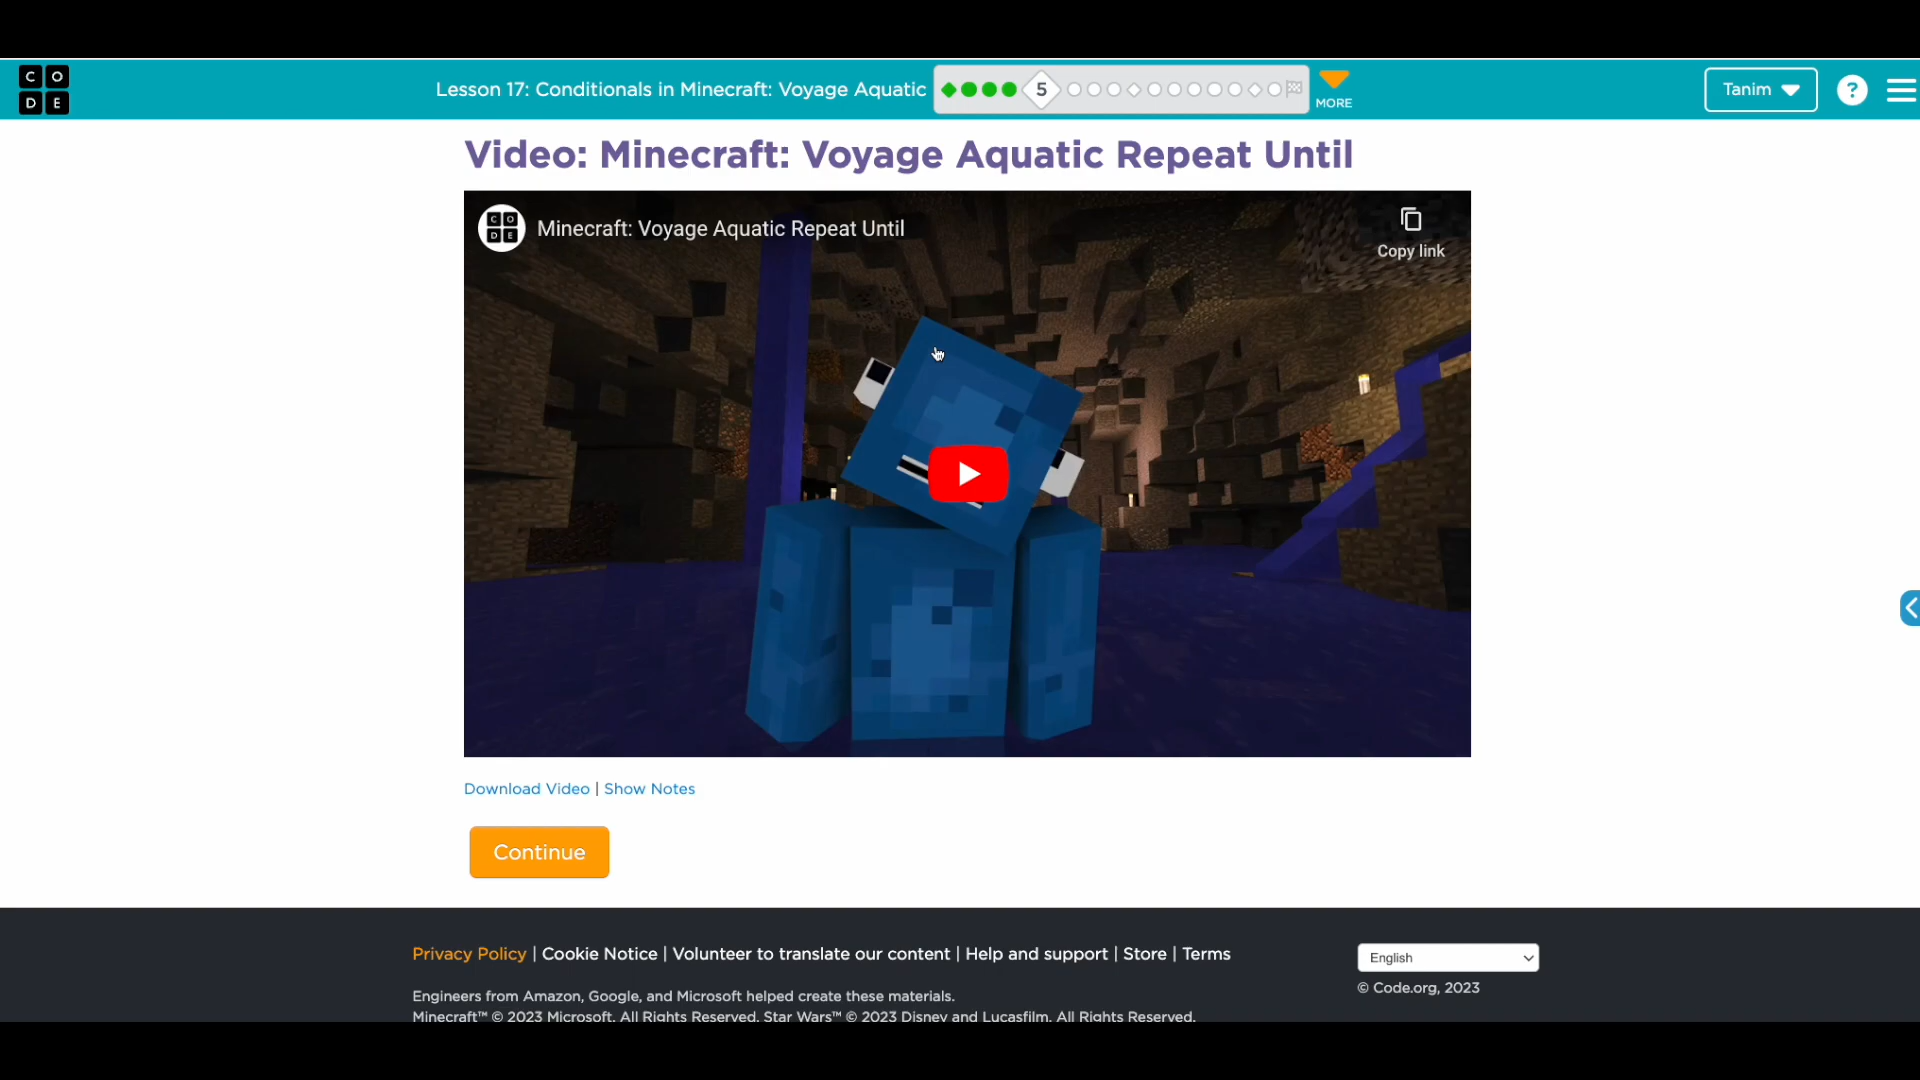 CODE
Lesson 17: Conditionals in Minecraft: Voyage Aquatic
5
MORE
Tanim
?
Video: Minecraft: Voyage Aquatic Repeat Until
CODE
Minecraft: Voyage Aquatic Repeat Until
Copy link
Download Video | Show Notes
Continue
Privacy Policy | Cookie Notice | Volunteer to translate our content | Help and support | Store | Terms
English
© Code.org, 2023
Engineers from Amazon, Google, and Microsoft helped create these materials.
Minecraft™ © 2023 Microsoft. All Rights Reserved. Star Wars™ © 2023 Disney and Lucasfilm. All Rights Reserved.